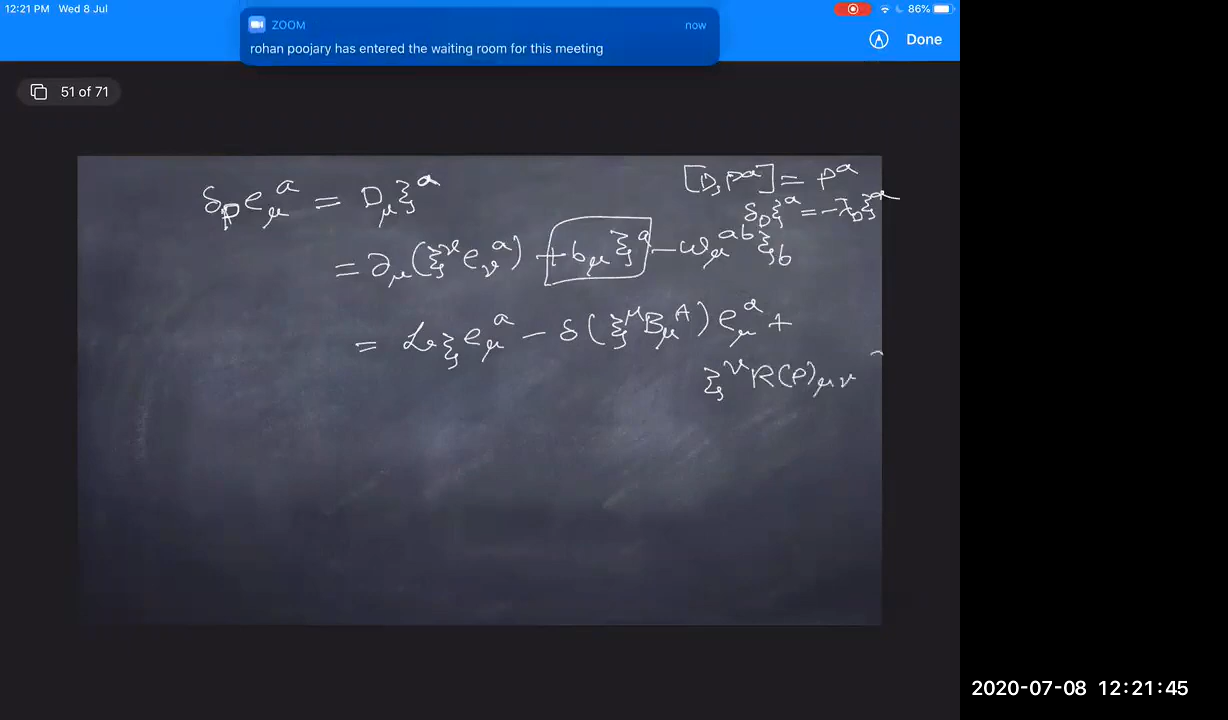 12:21 PM Wed 8 Jul
86%
ZOOM now
rohan poojary has entered the waiting room for this meeting
Done
51 of 71
[D, Pᵃ] = Pᵃ
δ_P e_μ^a = D_μ ξ^a
δ_D ξ^a = -λ_D ξ^a
= ∂_μ (ξ^ν e_ν^a) + b_μ ξ^a - ω_μ^{ab} ξ_b
= L_ξ e_μ^a - δ(ξ^μ B_μ^A) e_μ^a +
ξ^ν R(P)_{μν}
2020-07-08 12:21:45